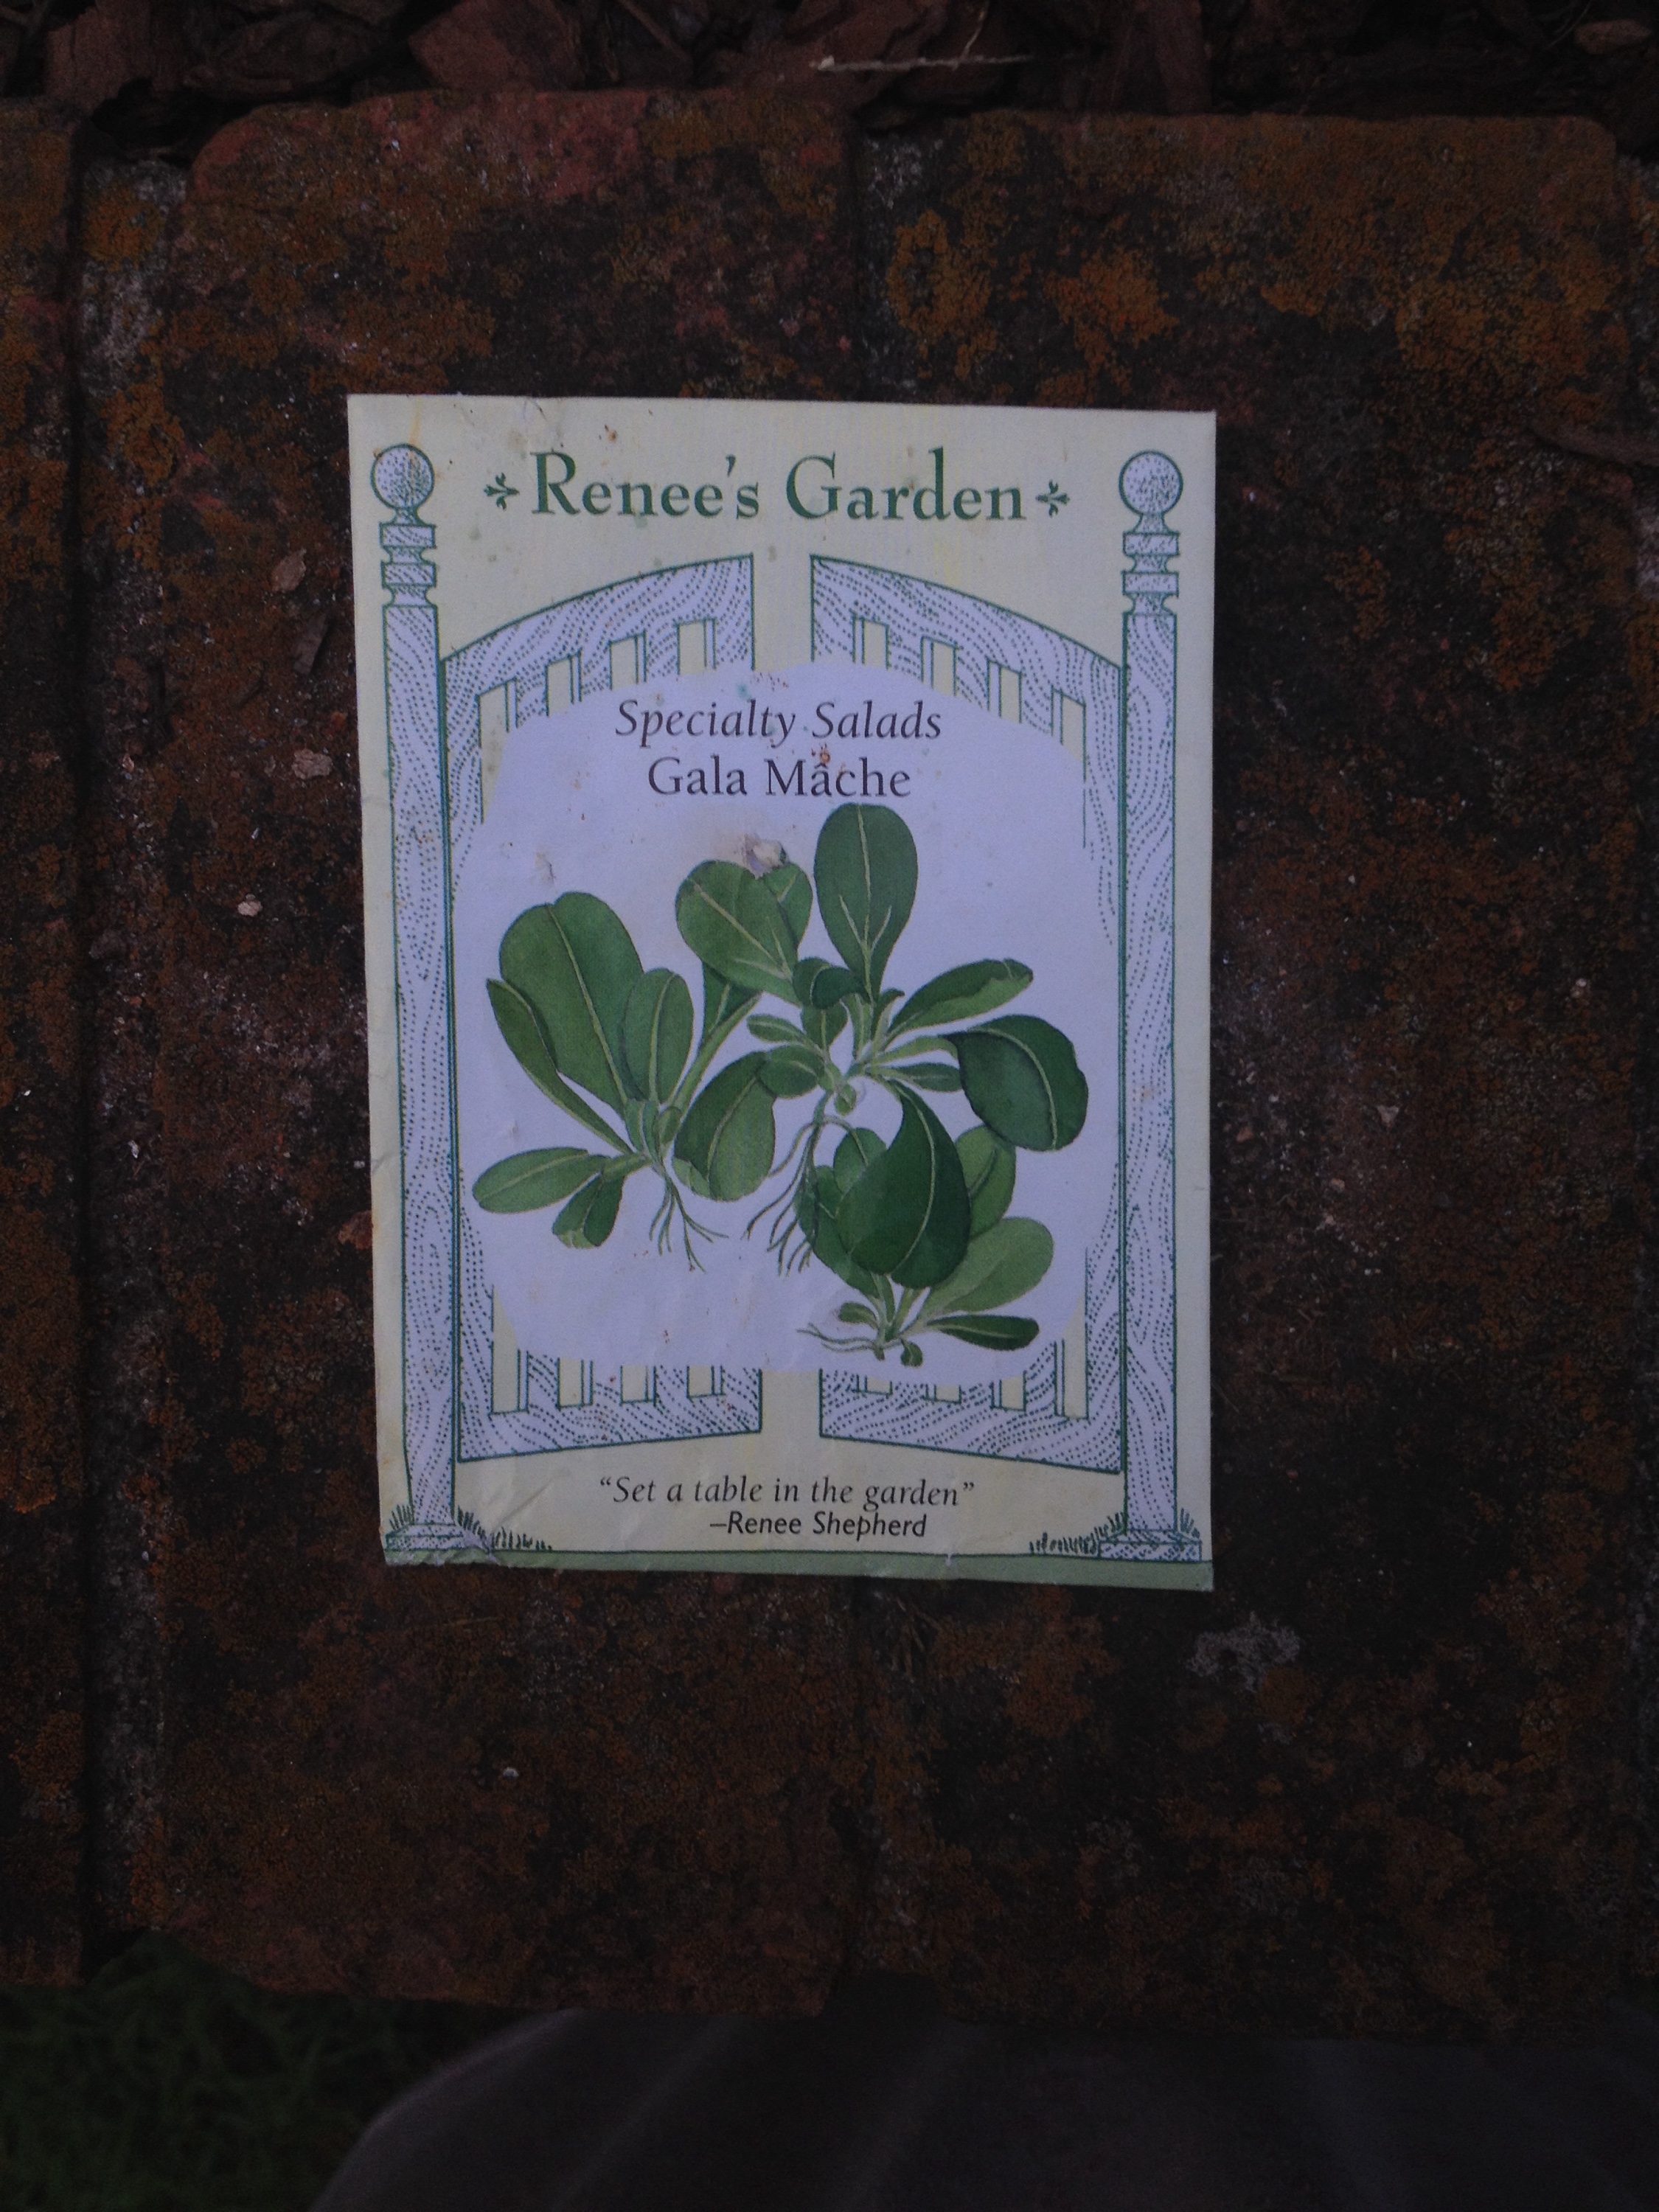 Renee's Garden
Specialty Salads
Gala Mâche
“Set a table in the garden”
–Renee Shepherd